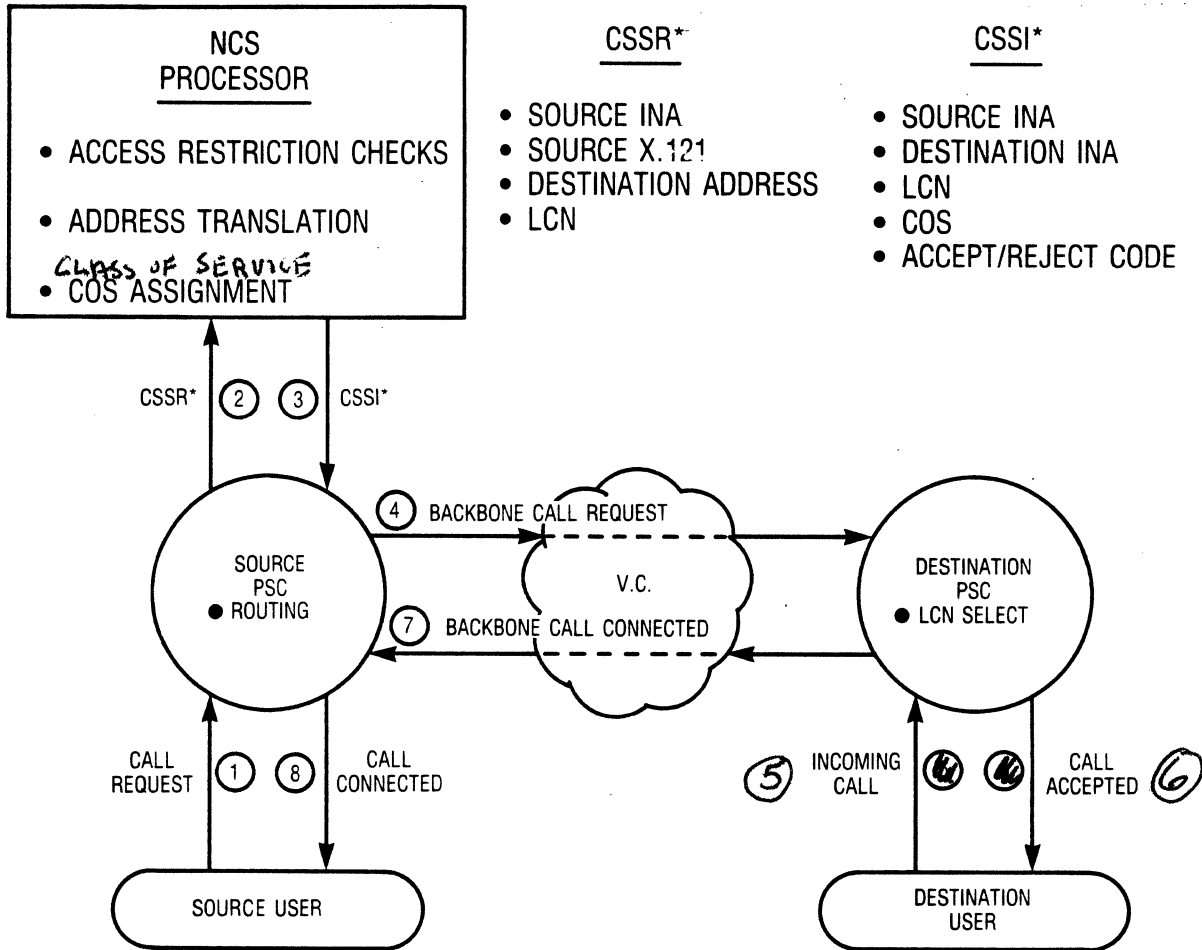 NCS
PROCESSOR
• ACCESS RESTRICTION CHECKS
• ADDRESS TRANSLATION
CLASS OF SERVICE
• COS ASSIGNMENT
CSSR*
• SOURCE INA
• SOURCE X.121
• DESTINATION ADDRESS
• LCN
CSSI*
• SOURCE INA
• DESTINATION INA
• LCN
• COS
• ACCEPT/REJECT CODE
CSSR* 2
3 CSSI*
4 BACKBONE CALL REQUEST
SOURCE
PSC
● ROUTING
V.C.
DESTINATION
PSC
● LCN SELECT
7 BACKBONE CALL CONNECTED
CALL
REQUEST
1
8
CALL
CONNECTED
5
INCOMING
CALL
CALL
ACCEPTED
6
SOURCE USER
DESTINATION
USER